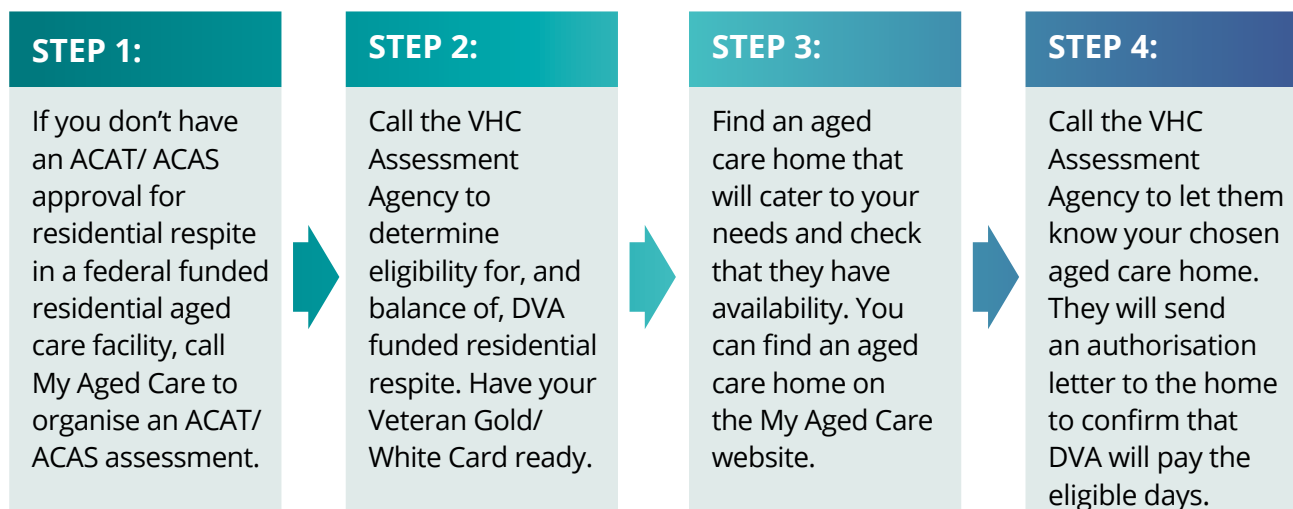 STEP 1:
If you don’t have
an ACAT/ ACAS
approval for
residential respite
in a federal funded
residential aged
care facility, call
My Aged Care to
organise an ACAT/
ACAS assessment.
STEP 2:
Call the VHC
Assessment
Agency to
determine
eligibility for, and
balance of, DVA
funded residential
respite. Have your
Veteran Gold/
White Card ready.
STEP 3:
Find an aged
care home that
will cater to your
needs and check
that they have
availability. You
can find an aged
care home on
the My Aged Care
website.
STEP 4:
Call the VHC
Assessment
Agency to let them
know your chosen
aged care home.
They will send
an authorisation
letter to the home
to confirm that
DVA will pay the
eligible days.